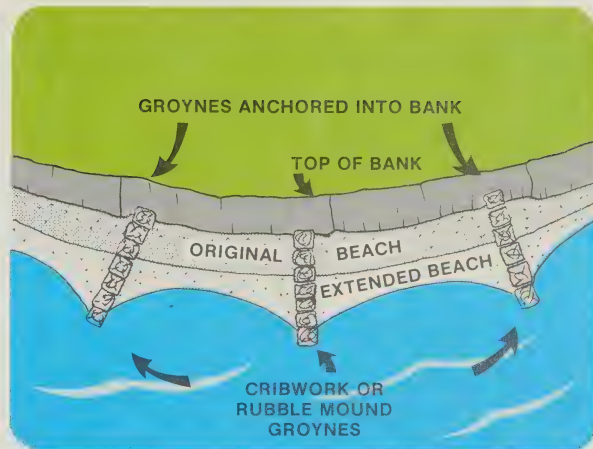 GROYNES ANCHORED INTO BANK
TOP OF BANK
ORIGINAL BEACH
EXTENDED BEACH
CRIBWORK OR
RUBBLE MOUND
GROYNES